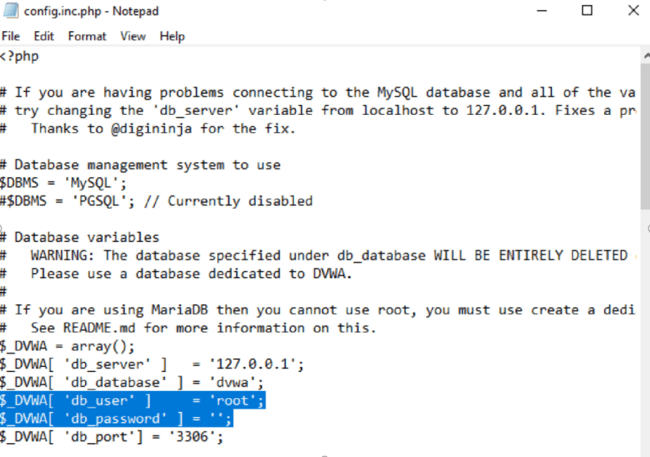 config.inc.php - Notepad
File Edit Format View Help
<?php
# If you are having problems connecting to the MySQL database and all of the va
# try changing the 'db_server' variable from localhost to 127.0.0.1. Fixes a pr
#   Thanks to @digininja for the fix.
# Database management system to use
$DBMS = 'MySQL';
#$DBMS = 'PGSQL'; // Currently disabled
# Database variables
#   WARNING: The database specified under db_database WILL BE ENTIRELY DELETED
#   Please use a database dedicated to DVWA.
#
# If you are using MariaDB then you cannot use root, you must use create a dedi
#   See README.md for more information on this.
$_DVWA = array();
$_DVWA[ 'db_server' ]   = '127.0.0.1';
$_DVWA[ 'db_database' ] = 'dvwa';
$_DVWA[ 'db_user' ]     = 'root';
$_DVWA[ 'db_password' ] = '';
$_DVWA[ 'db_port'] = '3306';